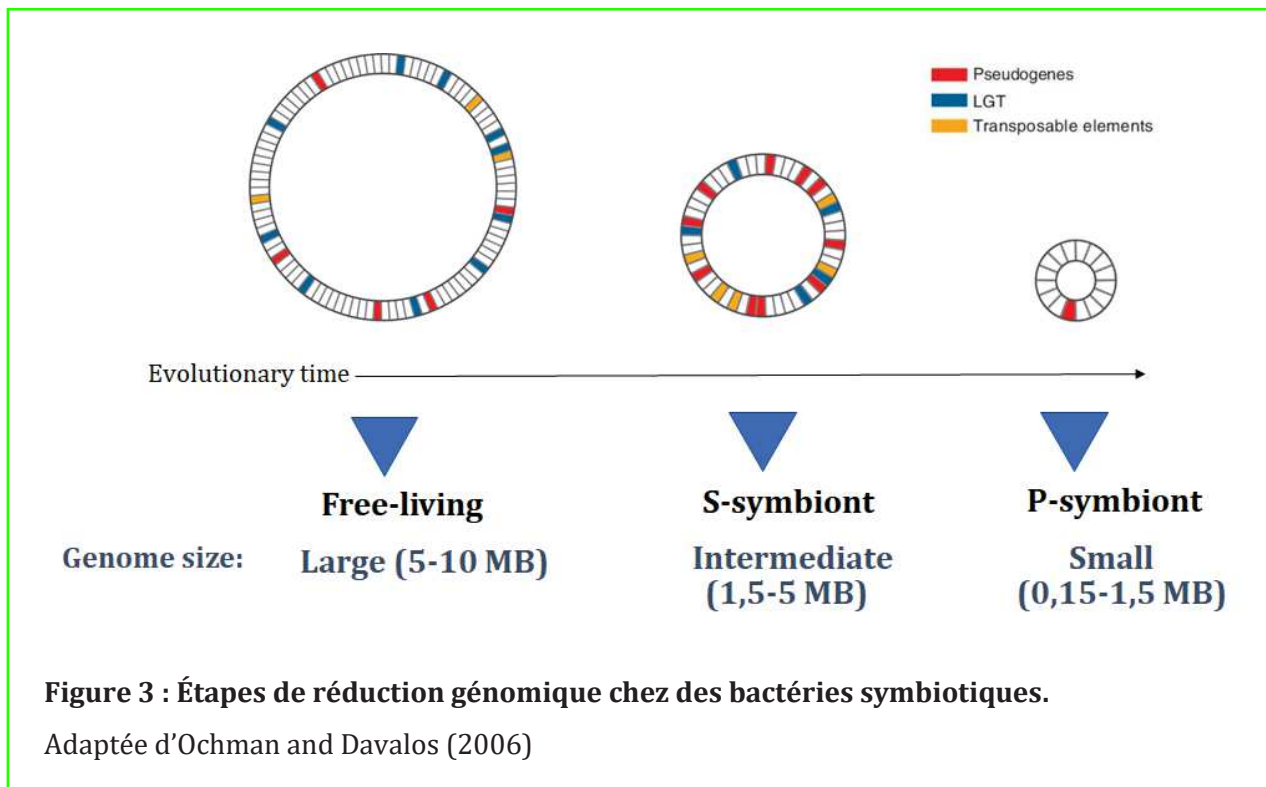 Pseudogenes
LGT
Transposable elements
Evolutionary time
Free-living
S-symbiont
P-symbiont
Genome size:
Large (5-10 MB)
Intermediate
(1,5-5 MB)
Small
(0,15-1,5 MB)
Figure 3 : Étapes de réduction génomique chez des bactéries symbiotiques.
Adaptée d’Ochman and Davalos (2006)